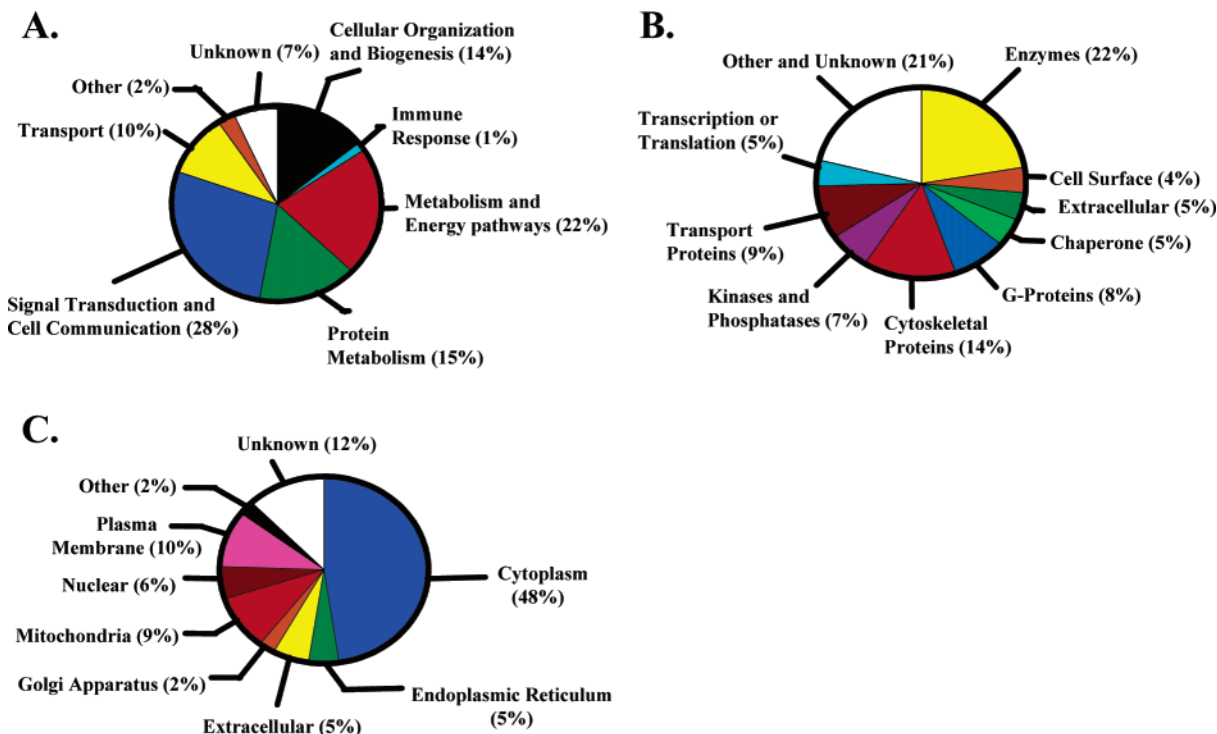 A.
Cellular Organization
and Biogenesis (14%)
Unknown (7%)
Other (2%)
Transport (10%)
Immune
Response (1%)
Metabolism and
Energy pathways (22%)
Signal Transduction and
Cell Communication (28%)
Protein
Metabolism (15%)
B.
Other and Unknown (21%)
Enzymes (22%)
Transcription or
Translation (5%)
Cell Surface (4%)
Extracellular (5%)
Chaperone (5%)
Transport
Proteins (9%)
G-Proteins (8%)
Kinases and
Phosphatases (7%)
Cytoskeletal
Proteins (14%)
C.
Unknown (12%)
Other (2%)
Plasma
Membrane (10%)
Nuclear (6%)
Cytoplasm
(48%)
Mitochondria (9%)
Golgi Apparatus (2%)
Endoplasmic Reticulum
(5%)
Extracellular (5%)